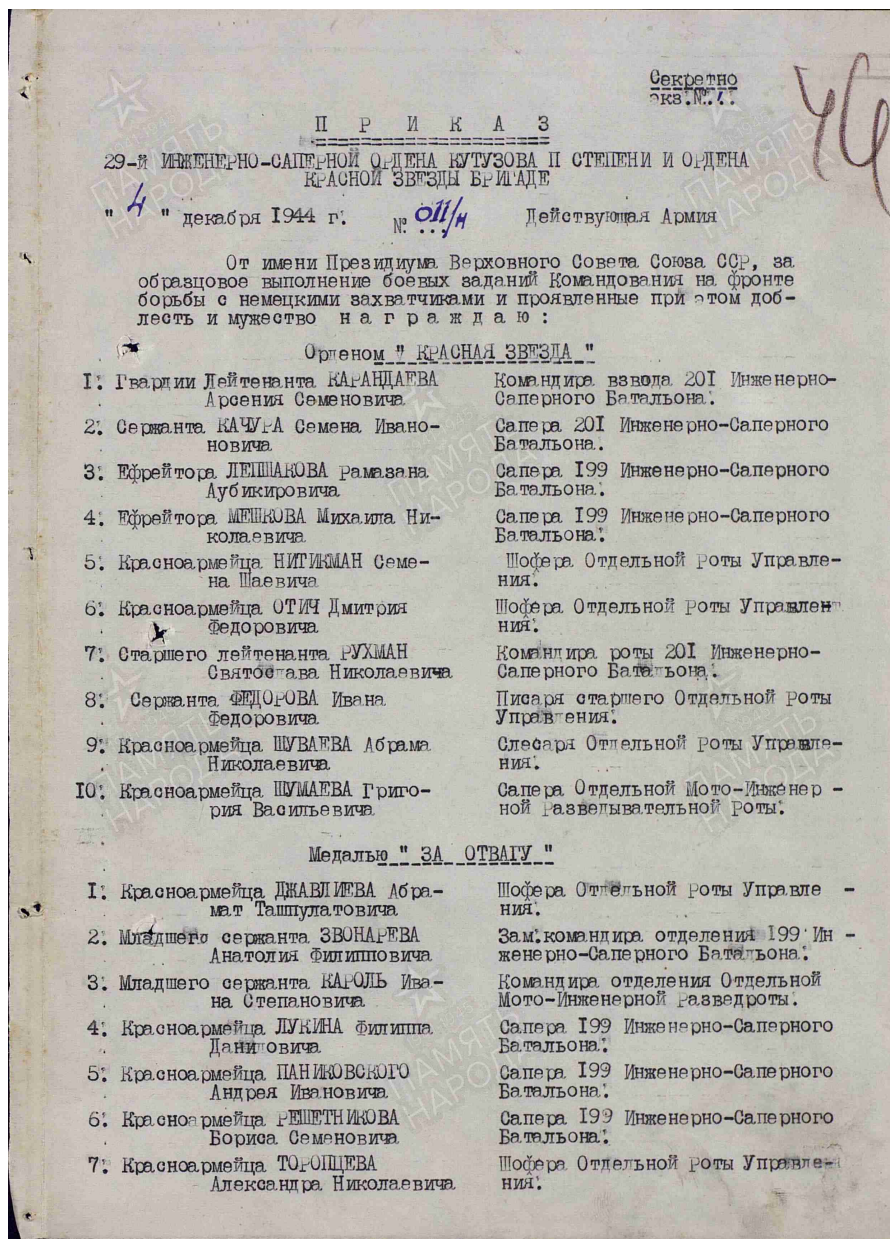 Секретно
экз.№.1.
46
П Р И К А З
29-й ИНЖЕНЕРНО-САПЕРНОЙ ОРДЕНА КУТУЗОВА П СТЕПЕНИ И ОРДЕНА
КРАСНОЙ ЗВЕЗДЫ БРИГАДЕ
" 4 " декабря 1944 г. № 011/н Действующая Армия
От имени Президиума Верховного Совета Союза ССР, за
образцовое выполнение боевых заданий Командования на фронте
борьбы с немецкими захватчиками и проявленные при этом доб-
лесть и мужество н а г р а ж д а ю :
Орденом " КРАСНАЯ ЗВЕЗДА "
1. Гвардии Лейтенанта КАРАНДАЕВА Командира взвода 201 Инженерно-
Арсения Семеновича Саперного Батальона.
2. Сержанта КАЧУРА Семена Ивано- Сапера 201 Инженерно-Саперного
новича Батальона.
3. Ефрейтора ЛЕПШАКОВА Рамазана Сапера 199 Инженерно-Саперного
Аубикировича Батальона.
4. Ефрейтора МЕШКОВА Михаила Ни- Сапера 199 Инженерно-Саперного
колаевича Батальона.
5. Красноармейца НИТИКМАН Семе- Шофера Отдельной Роты Управле-
на Шаевича ния.
6. Красноармейца ОТИЧ Дмитрия Шофера Отдельной Роты Управлен
Федоровича ния.
7. Старшего лейтенанта РУХМАН Командира роты 201 Инженерно-
Святослава Николаевича Саперного Батальона.
8. Сержанта ФЕДОРОВА Ивана Писаря старшего Отдельной Роты
Федоровича Управления.
9. Красноармейца ШУВАЕВА Абрама Слесаря Отдельной Роты Управле-
Николаевича ния.
10. Красноармейца ШУМАЕВА Григо- Сапера Отдельной Мото-Инженер -
рия Васильевича ной Разведывательной Роты.
Медалью " ЗА ОТВАГУ "
1. Красноармейца ДЖАВЛИЕВА Абра- Шофера Отдельной Роты Управле -
мат Ташпулатовича ния.
2. Младшего сержанта ЗВОНАРЕВА Зам.командира отделения 199 Ин -
Анатолия Филипповича женерно-Саперного Батальона.
3. Младшего сержанта КАРОЛЬ Ива- Командира отделения Отдельной
на Степановича Мото-Инженерной Разведроты.
4. Красноармейца ЛУКИНА Филиппа Сапера 199 Инженерно-Саперного
Даниловича Батальона.
5. Красноармейца ПАНИКОВСКОГО Сапера 199 Инженерно-Саперного
Андрея Ивановича Батальона.
6. Красноармейца РЕШЕТНИКОВА Сапера 199 Инженерно-Саперного
Бориса Семеновича Батальона.
7. Красноармейца ТОРОПЦЕВА Шофера Отдельной Роты Управле-
Александра Николаевича ния.